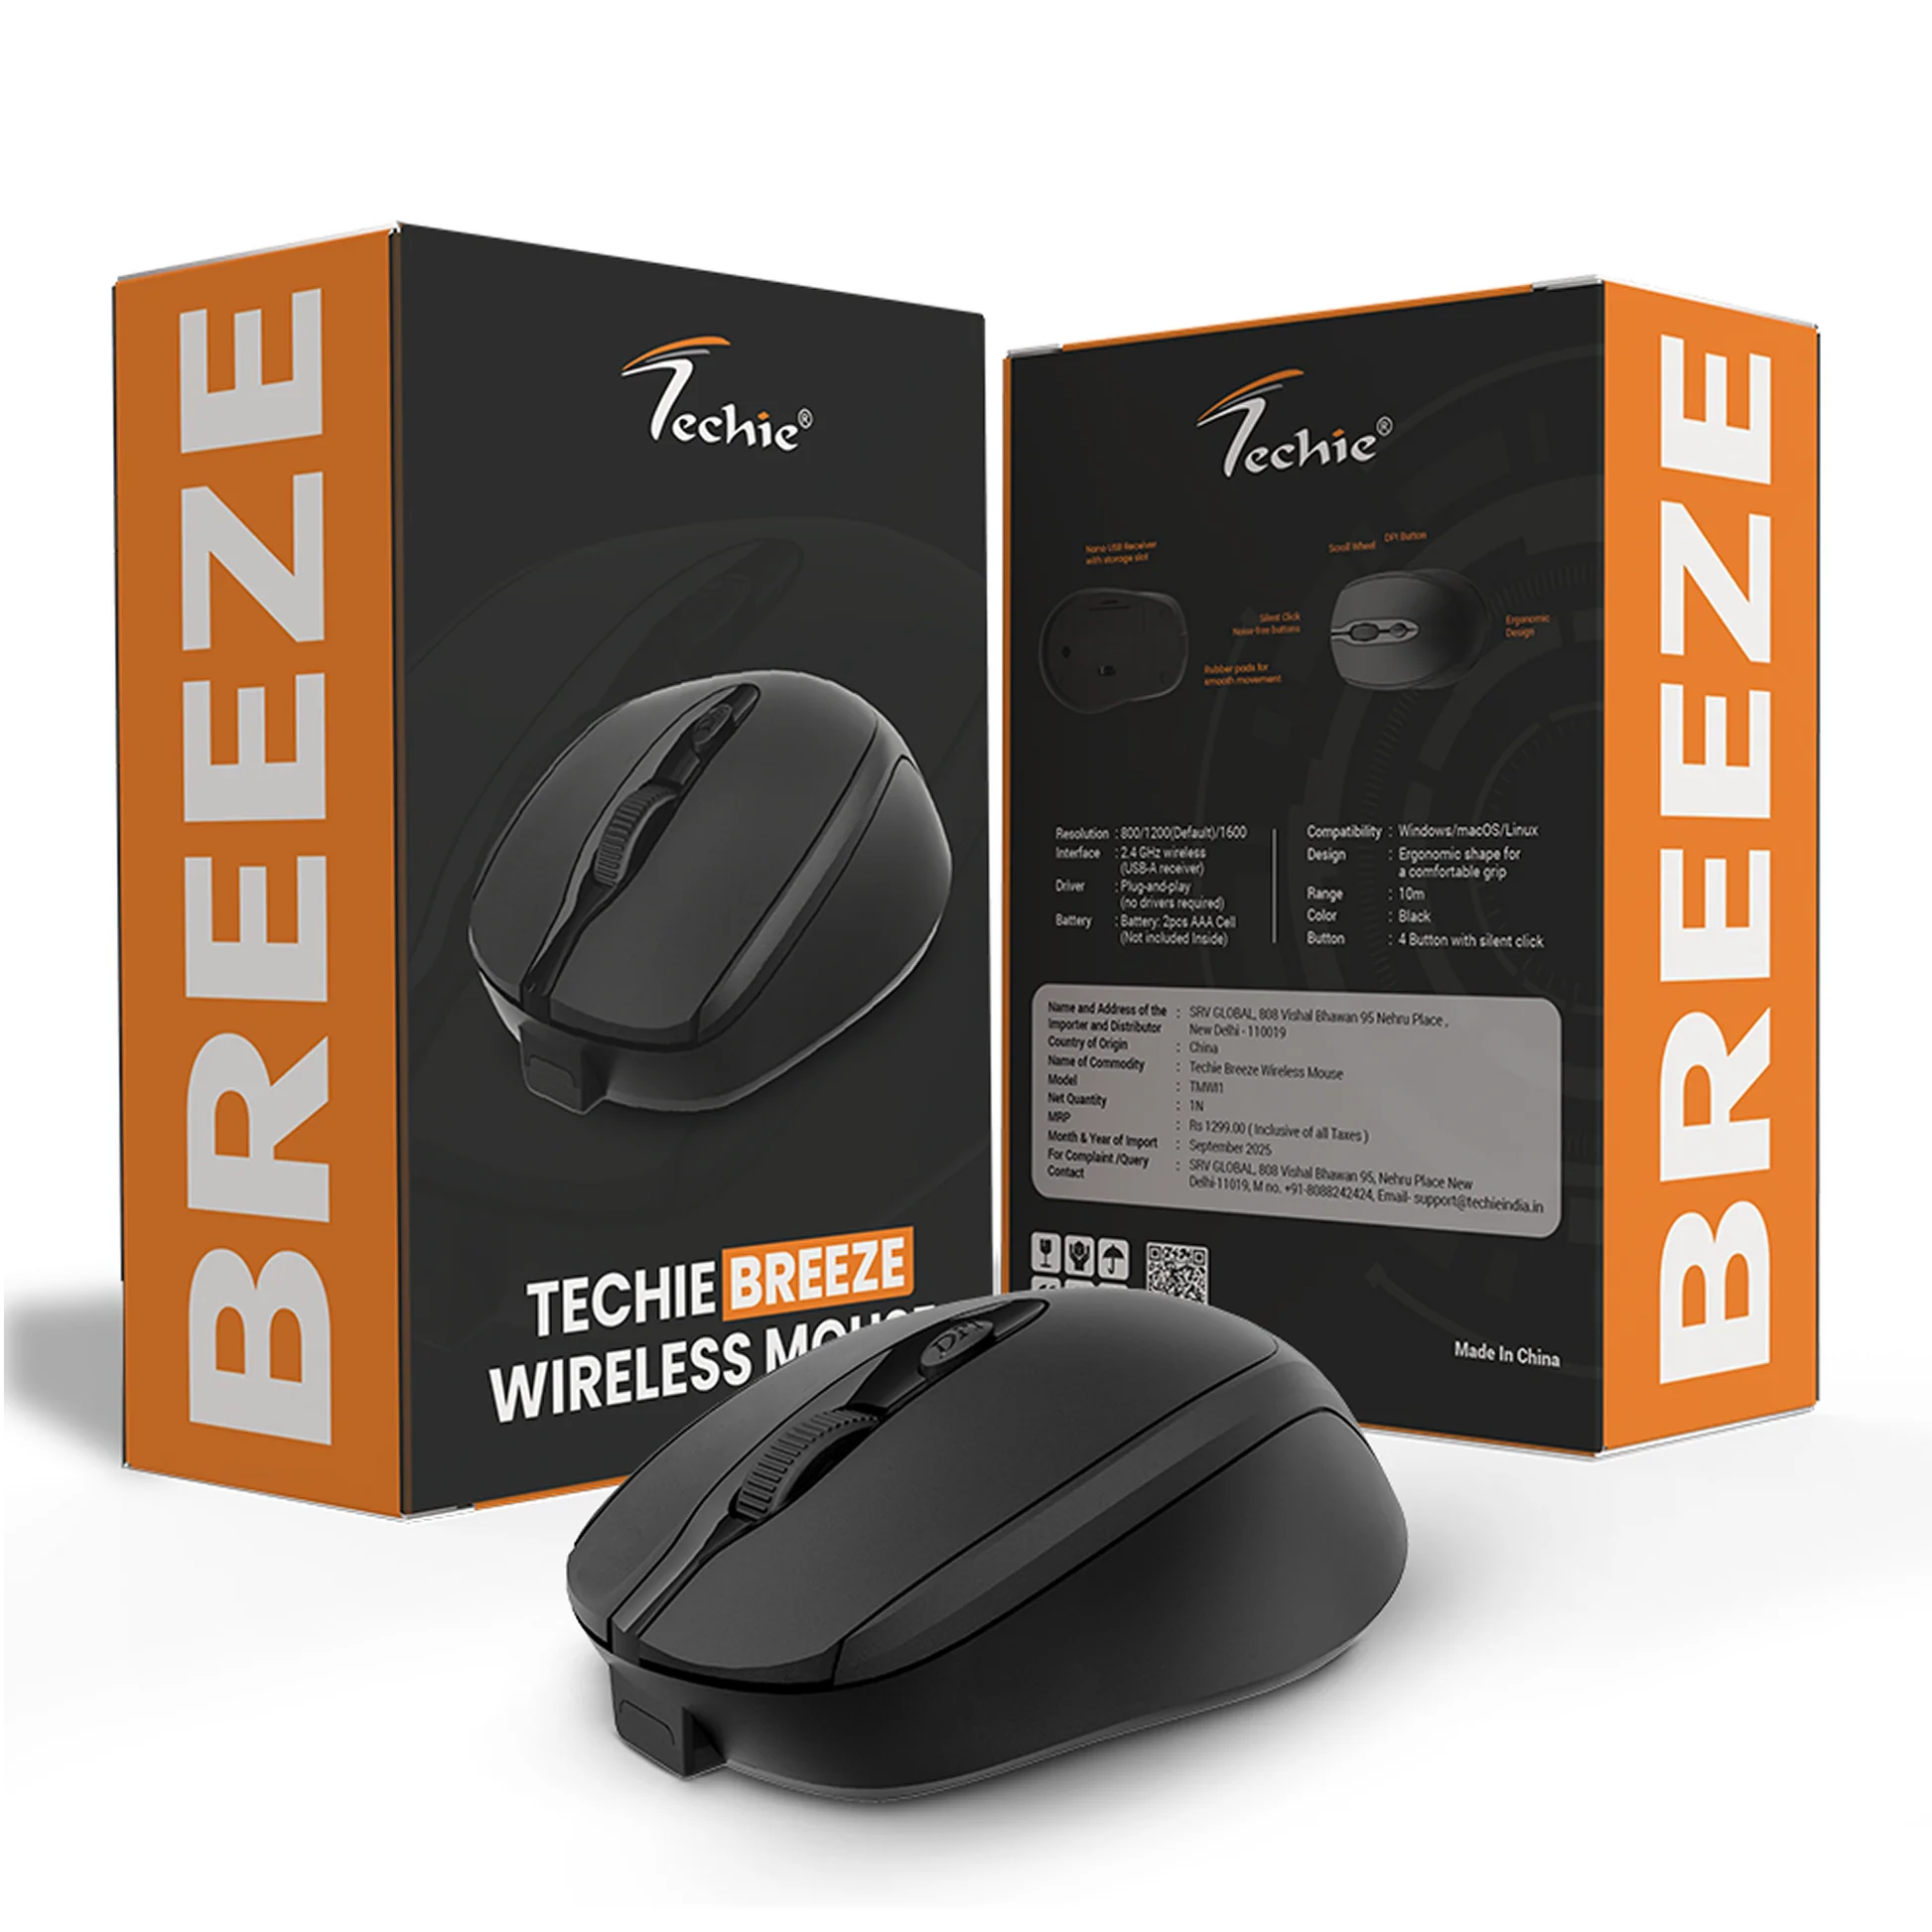 BREEZE
Techie®
TECHIE BREEZE
WIRELESS MOUSE
DPI
Techie®
Nano USB Receiver
with storage slot
Scroll Wheel
DPI Button
Silent Click
Noise-free buttons
Ergonomic
Design
Rubber pads for
smooth movement
Resolution : 800/1200(Default)/1600
Interface : 2.4 GHz wireless
(USB-A receiver)
Driver : Plug-and-play
(no drivers required)
Battery : Battery: 2pcs AAA Cell
(Not included Inside)
Compatibility : Windows/macOS/Linux
Design : Ergonomic shape for
a comfortable grip
Range : 10m
Color : Black
Button : 4 Button with silent click
Name and Address of the : SRV GLOBAL, 808 Vishal Bhawan 95 Nehru Place ,
Importer and Distributor New Delhi - 110019
Country of Origin : China
Name of Commodity : Techie Breeze Wireless Mouse
Model : TMWI1
Net Quantity : 1N
MRP : Rs 1299.00 ( Inclusive of all Taxes )
Month & Year of Import : September 2025
For Complaint /Query : SRV GLOBAL, 808 Vishal Bhawan 95, Nehru Place New
Contact Delhi-11019, M no. +91-8088242424, Email- support@techieindia.in
Made In China
BREEZE
DPI